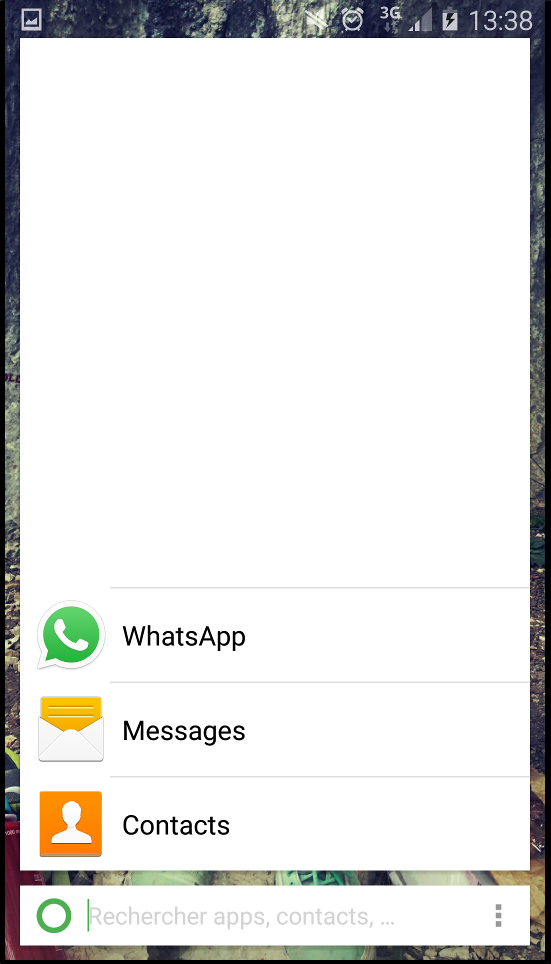 3G 13:38
WhatsApp
Messages
Contacts
Rechercher apps, contacts, ...